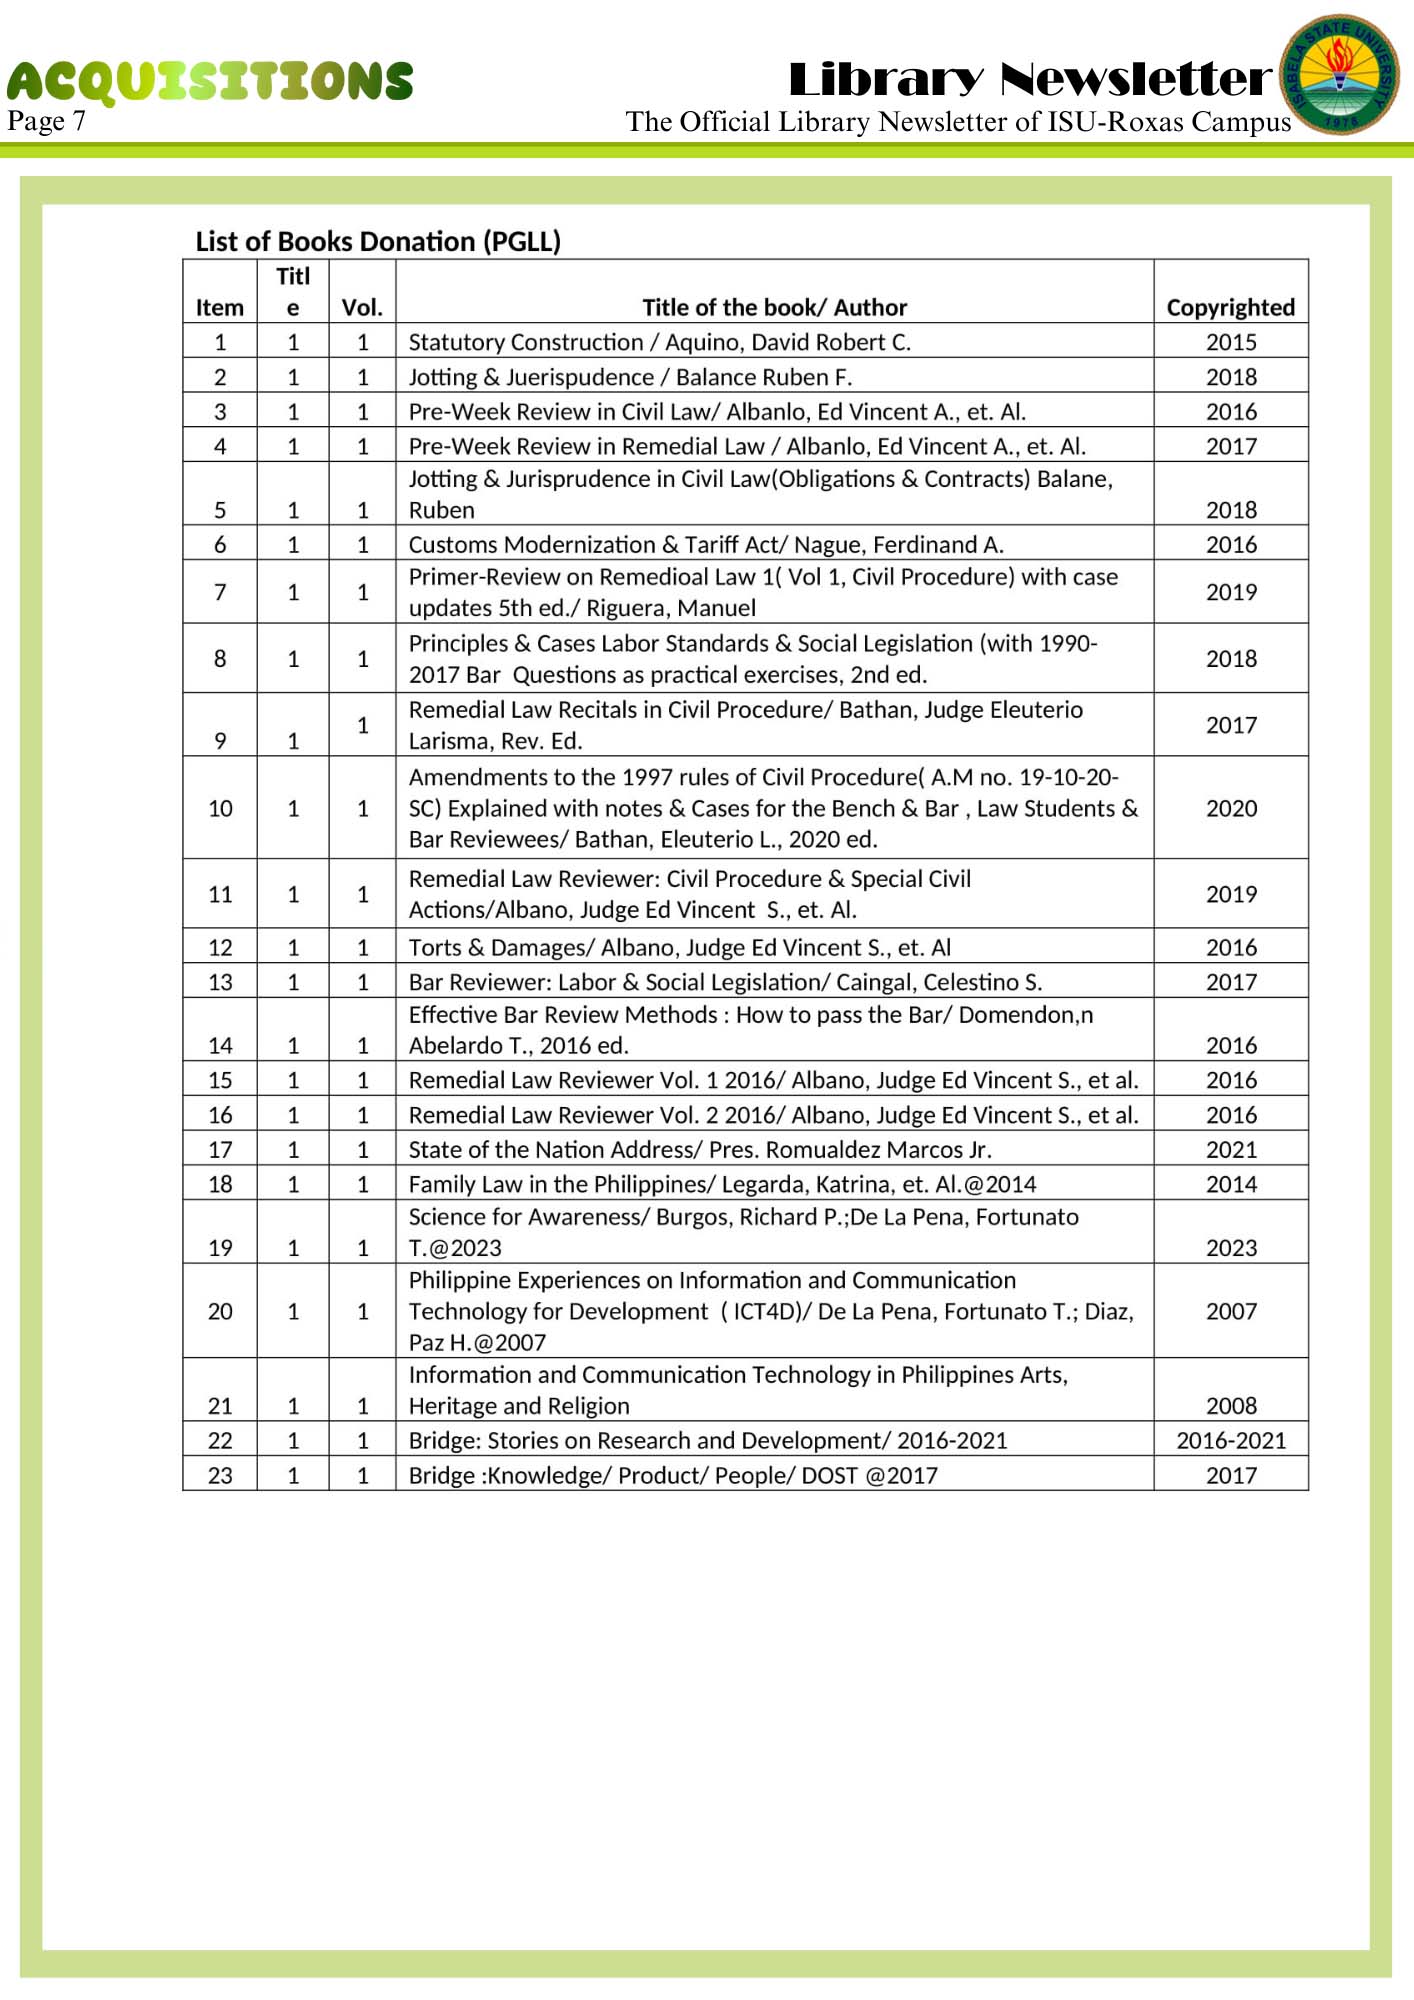 ACQUISITIONS
Library Newsletter
Page 7
The Official Library Newsletter of ISU-Roxas Campus
ISABELA STATE UNIVERSITY
1978
List of Books Donation (PGLL)
Item Titl
e Vol. Title of the book/ Author Copyrighted
1 1 1 Statutory Construction / Aquino, David Robert C. 2015
2 1 1 Jotting & Juerispudence / Balance Ruben F. 2018
3 1 1 Pre-Week Review in Civil Law/ Albanlo, Ed Vincent A., et. Al. 2016
4 1 1 Pre-Week Review in Remedial Law / Albanlo, Ed Vincent A., et. Al. 2017
Jotting & Jurisprudence in Civil Law(Obligations & Contracts) Balane,
5 1 1 Ruben 2018
6 1 1 Customs Modernization & Tariff Act/ Nague, Ferdinand A. 2016
7 1 1 Primer-Review on Remedioal Law 1( Vol 1, Civil Procedure) with case
updates 5th ed./ Riguera, Manuel 2019
8 1 1 Principles & Cases Labor Standards & Social Legislation (with 1990-
2017 Bar  Questions as practical exercises, 2nd ed. 2018
9 1 1 Remedial Law Recitals in Civil Procedure/ Bathan, Judge Eleuterio
Larisma, Rev. Ed. 2017
Amendments to the 1997 rules of Civil Procedure( A.M no. 19-10-20-
10 1 1 SC) Explained with notes & Cases for the Bench & Bar , Law Students & 2020
Bar Reviewees/ Bathan, Eleuterio L., 2020 ed.
11 1 1 Remedial Law Reviewer: Civil Procedure & Special Civil
Actions/Albano, Judge Ed Vincent  S., et. Al. 2019
12 1 1 Torts & Damages/ Albano, Judge Ed Vincent S., et. Al 2016
13 1 1 Bar Reviewer: Labor & Social Legislation/ Caingal, Celestino S. 2017
Effective Bar Review Methods : How to pass the Bar/ Domendon,n
14 1 1 Abelardo T., 2016 ed. 2016
15 1 1 Remedial Law Reviewer Vol. 1 2016/ Albano, Judge Ed Vincent S., et al. 2016
16 1 1 Remedial Law Reviewer Vol. 2 2016/ Albano, Judge Ed Vincent S., et al. 2016
17 1 1 State of the Nation Address/ Pres. Romualdez Marcos Jr. 2021
18 1 1 Family Law in the Philippines/ Legarda, Katrina, et. Al.@2014 2014
Science for Awareness/ Burgos, Richard P.;De La Pena, Fortunato
19 1 1 T.@2023 2023
Philippine Experiences on Information and Communication
20 1 1 Technology for Development  ( ICT4D)/ De La Pena, Fortunato T.; Diaz, 2007
Paz H.@2007
Information and Communication Technology in Philippines Arts,
21 1 1 Heritage and Religion 2008
22 1 1 Bridge: Stories on Research and Development/ 2016-2021 2016-2021
23 1 1 Bridge :Knowledge/ Product/ People/ DOST @2017 2017